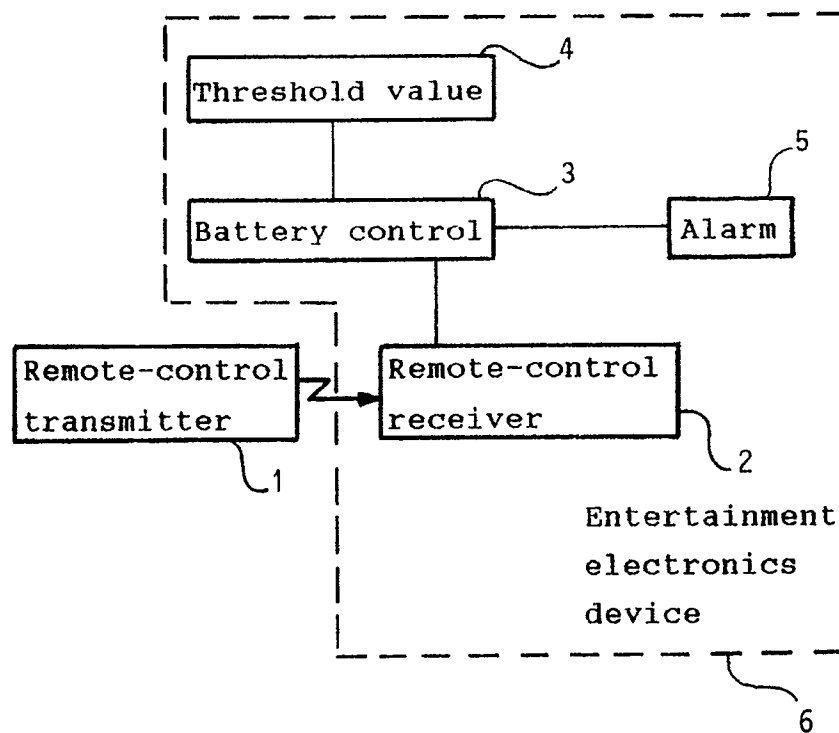 4
Threshold value
3
5
Battery control
Alarm
Remote-control
transmitter
1
Remote-control
receiver
2
Entertainment
electronics
device
6